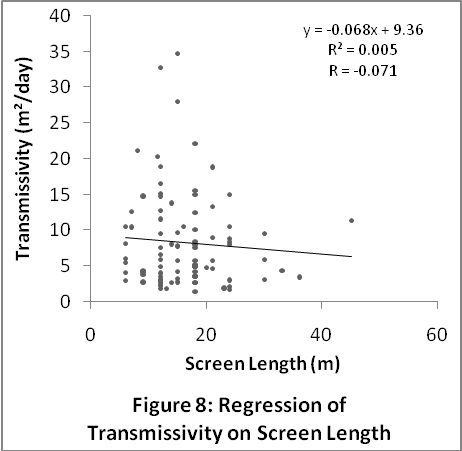 y = -0.068x + 9.36
R² = 0.005
R = -0.071
Transmissivity (m²/day)
40
35
30
25
20
15
10
5
0
0 20 40 60
Screen Length (m)
Figure 8: Regression of
Transmissivity on Screen Length